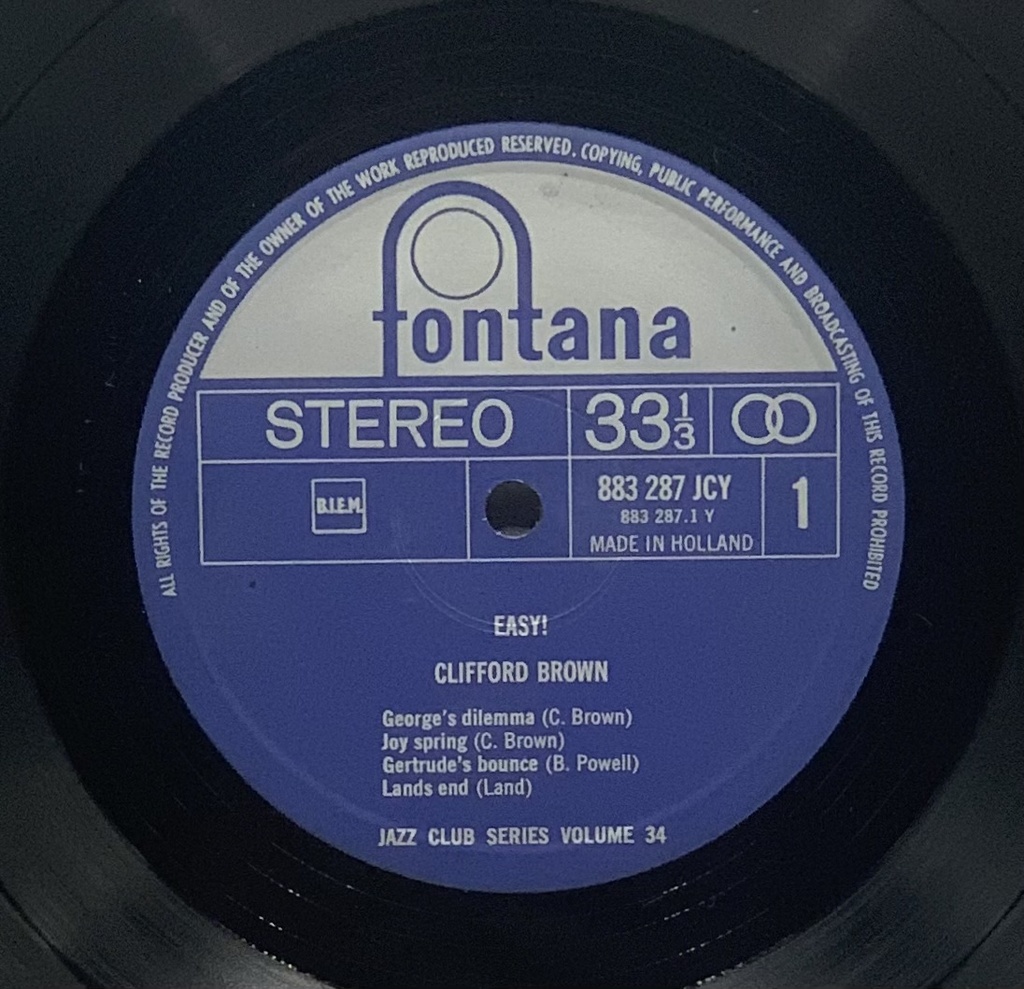 ALL RIGHTS OF THE RECORD PRODUCER AND OF THE OWNER OF THE WORK REPRODUCED RESERVED. COPYING, PUBLIC PERFORMANCE AND BROADCASTING OF THIS RECORD PROHIBITED
fontana
STEREO 33 1/3
B.I.E.M. 883 287 JCY 1
883 287.1 Y
MADE IN HOLLAND
EASY!
CLIFFORD BROWN
George's dilemma (C. Brown)
Joy spring (C. Brown)
Gertrude's bounce (B. Powell)
Lands end (Land)
JAZZ CLUB SERIES VOLUME 34